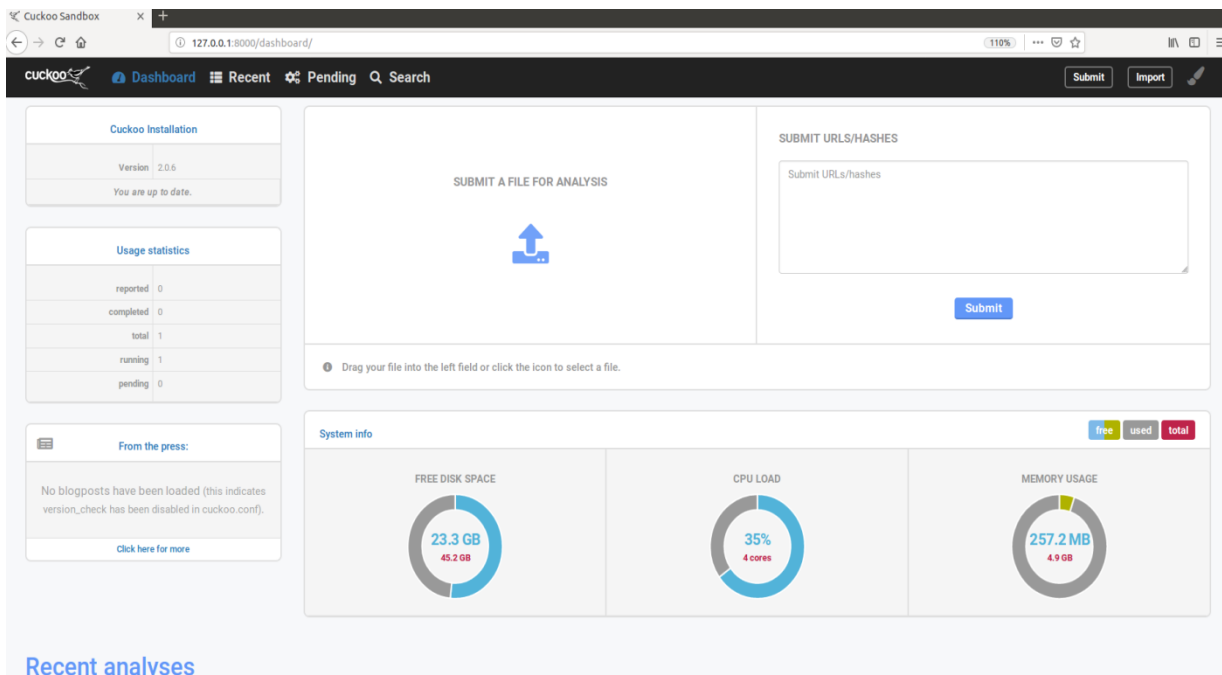 Cuckoo Sandbox
127.0.0.1:8000/dashboard/
110%
cuckoo Dashboard Recent Pending Search Submit Import
Cuckoo Installation
Version 2.0.6
You are up to date.
Usage statistics
reported 0
completed 0
total 1
running 1
pending 0
From the press:
No blogposts have been loaded (this indicates
version_check has been disabled in cuckoo.conf).
Click here for more
SUBMIT A FILE FOR ANALYSIS
SUBMIT URLS/HASHES
Submit URLs/hashes
Submit
Drag your file into the left field or click the icon to select a file.
System info
free used total
FREE DISK SPACE
23.3 GB
45.2 GB
CPU LOAD
35%
4 cores
MEMORY USAGE
257.2 MB
4.9 GB
Recent analyses